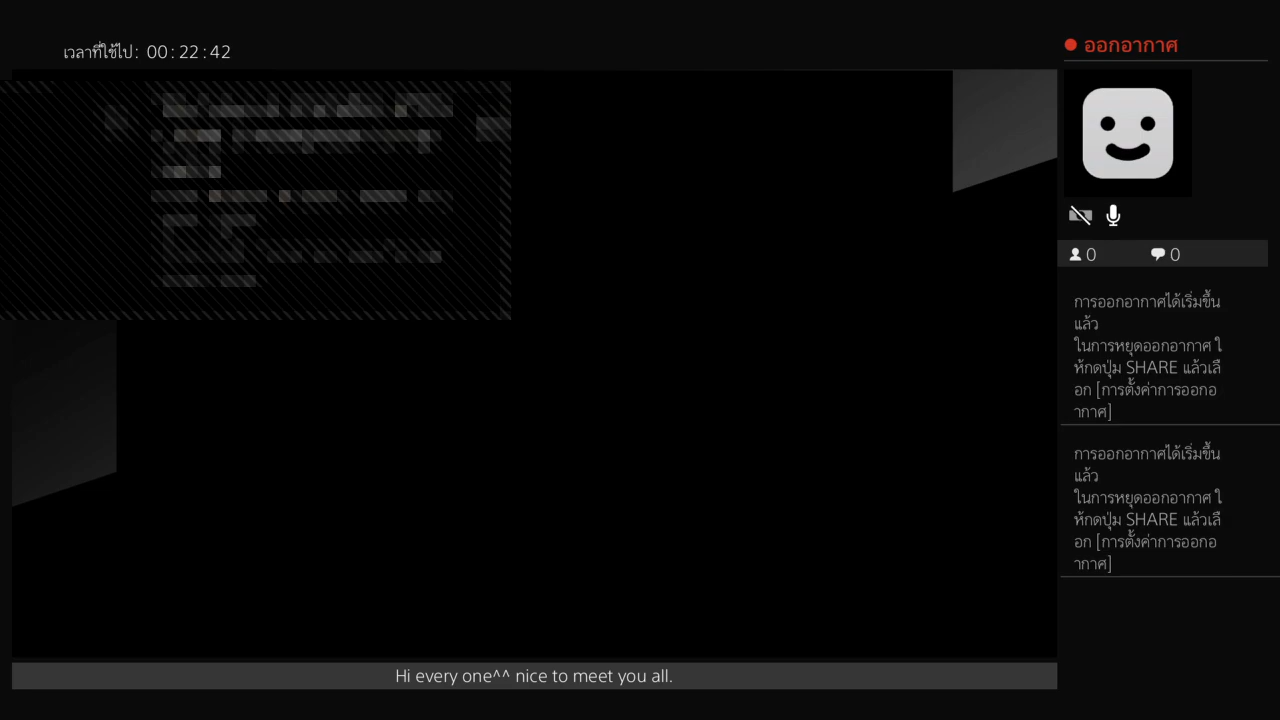 เวลาที่ใช้ไป: 00:22:42
ออกอากาศ
0 0
การออกอากาศได้เริ่มขึ้น
แล้ว
ในการหยุดออกอากาศ ใ
ห้กดปุ่ม SHARE แล้วเลื
อก [การตั้งค่าการออกอ
ากาศ]
การออกอากาศได้เริ่มขึ้น
แล้ว
ในการหยุดออกอากาศ ใ
ห้กดปุ่ม SHARE แล้วเลื
อก [การตั้งค่าการออกอ
ากาศ]
Hi every one^^ nice to meet you all.